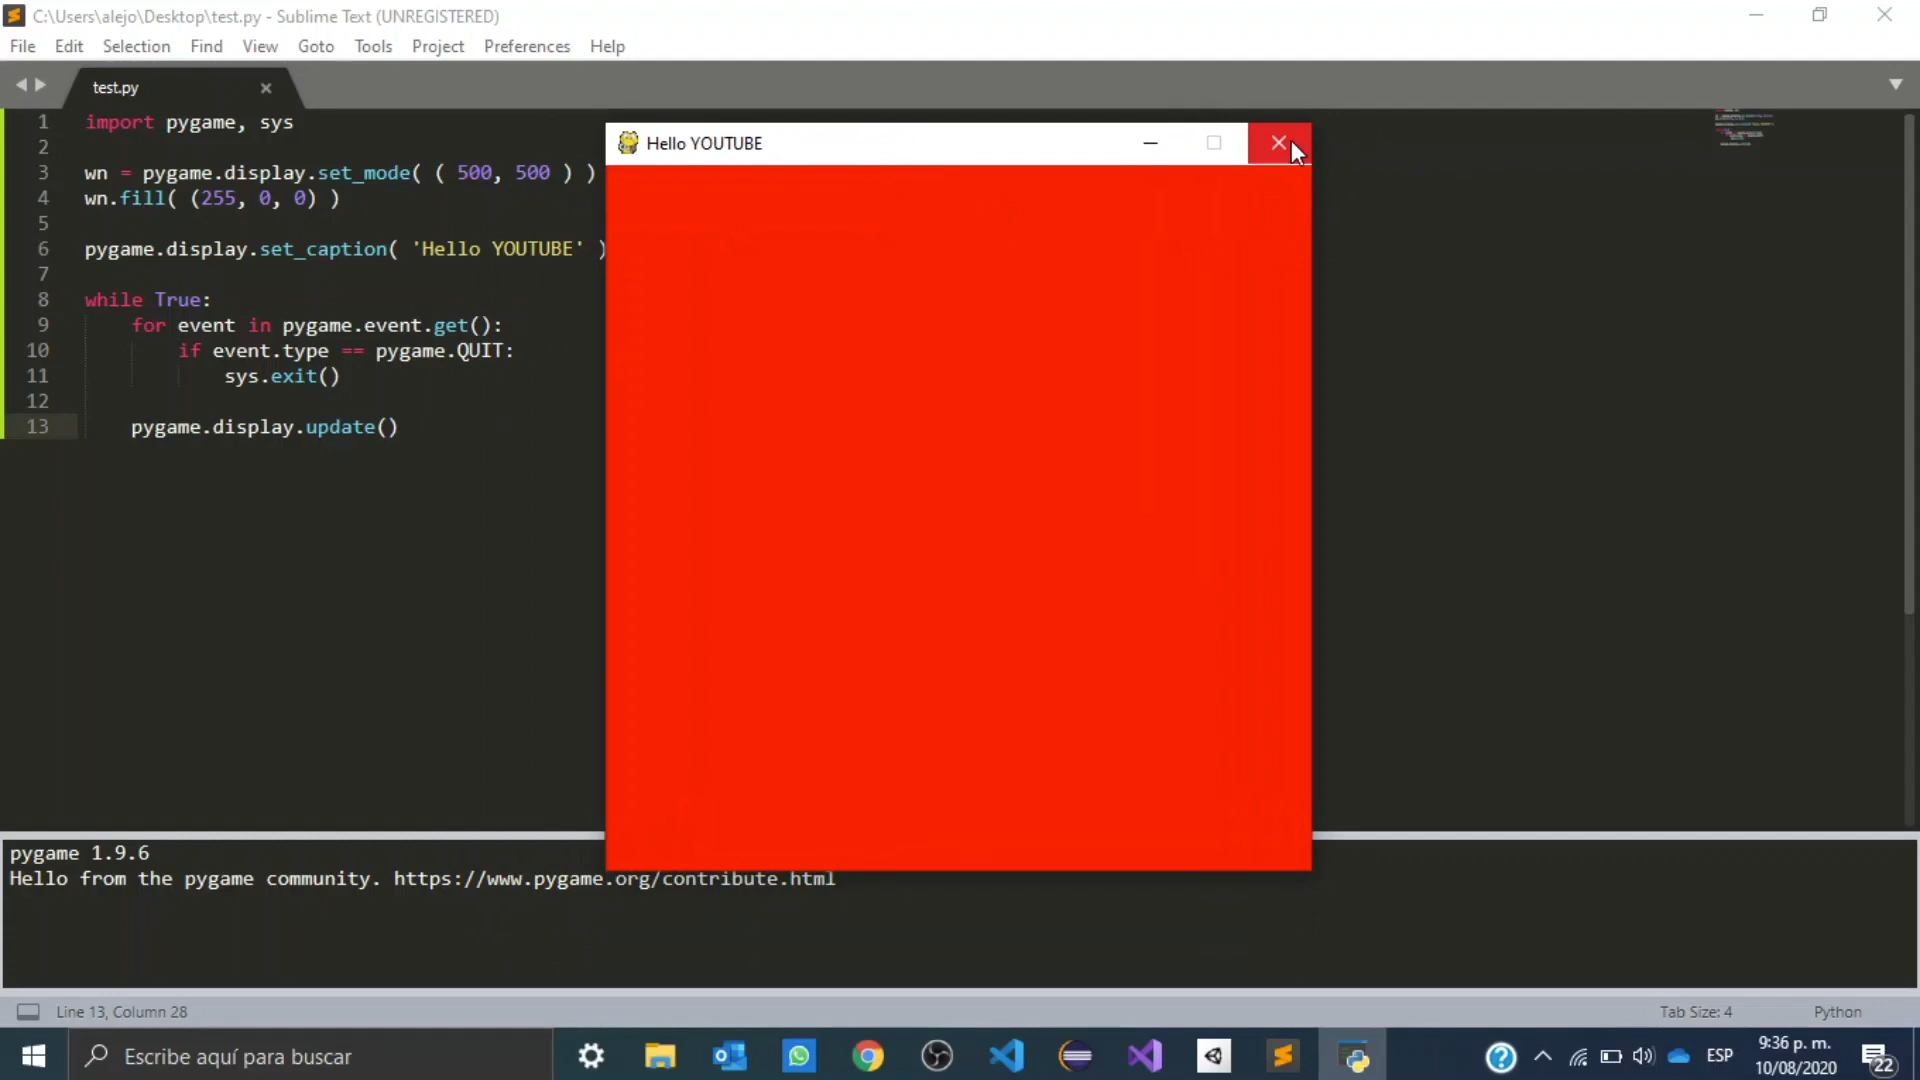 C:\Users\alejo\Desktop\test.py - Sublime Text (UNREGISTERED)
File Edit Selection Find View Goto Tools Project Preferences Help
test.py
1 import pygame, sys
2
3 wn = pygame.display.set_mode( ( 500, 500 ) )
4 wn.fill( (255, 0, 0) )
5
6 pygame.display.set_caption( 'Hello YOUTUBE' )
7
8 while True:
9 for event in pygame.event.get():
10 if event.type == pygame.QUIT:
11 sys.exit()
12
13 pygame.display.update()
Hello YOUTUBE
pygame 1.9.6
Hello from the pygame community. https://www.pygame.org/contribute.html
Line 13, Column 28
Tab Size: 4
Python
Escribe aquí para buscar
ESP
9:36 p. m.
10/08/2020
22